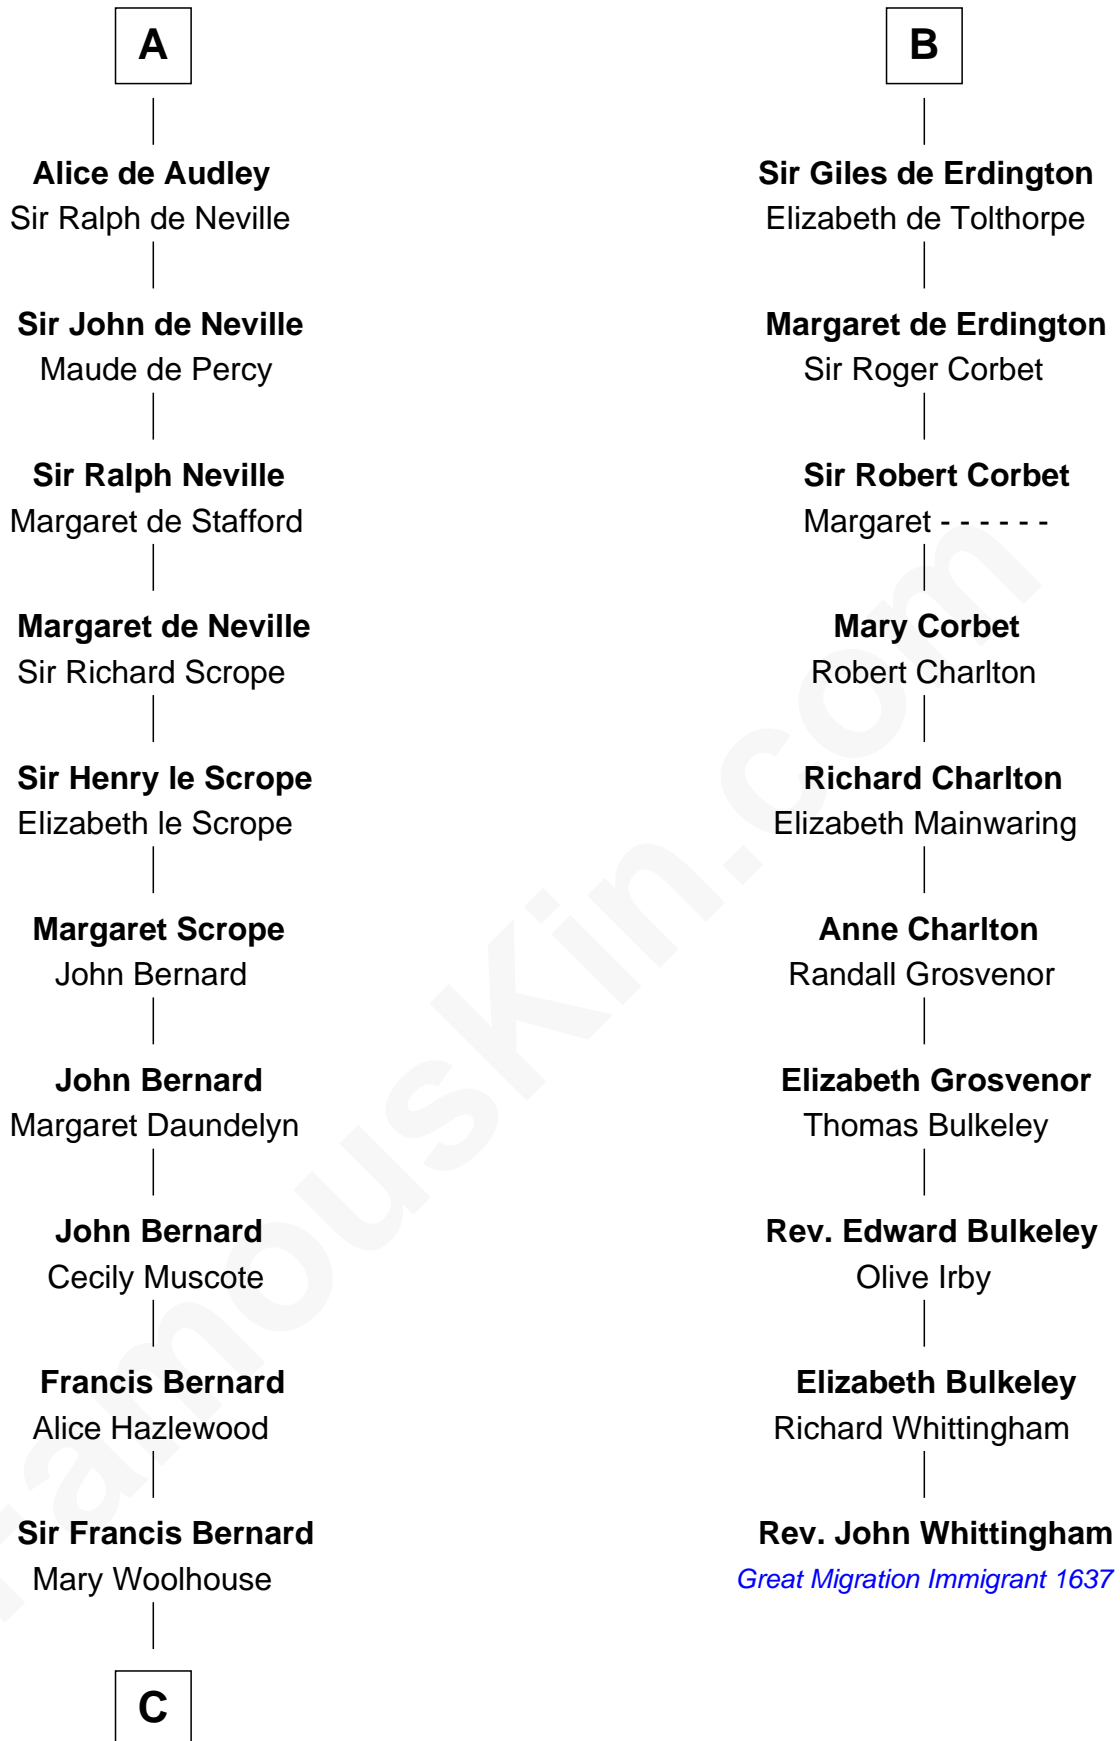 A
Alice de Audley
Sir Ralph de Neville
Sir John de Neville
Maude de Percy
Sir Ralph Neville
Margaret de Stafford
Margaret de Neville
Sir Richard Scrope
Sir Henry le Scrope
Elizabeth le Scrope
Margaret Scrope
John Bernard
John Bernard
Margaret Daundelyn
John Bernard
Cecily Muscote
Francis Bernard
Alice Hazlewood
Sir Francis Bernard
Mary Woolhouse
C
B
Sir Giles de Erdington
Elizabeth de Tolthorpe
Margaret de Erdington
Sir Roger Corbet
Sir Robert Corbet
Margaret - - - - - -
Mary Corbet
Robert Charlton
Richard Charlton
Elizabeth Mainwaring
Anne Charlton
Randall Grosvenor
Elizabeth Grosvenor
Thomas Bulkeley
Rev. Edward Bulkeley
Olive Irby
Elizabeth Bulkeley
Richard Whittingham
Rev. John Whittingham
Great Migration Immigrant 1637
FamousKin.com